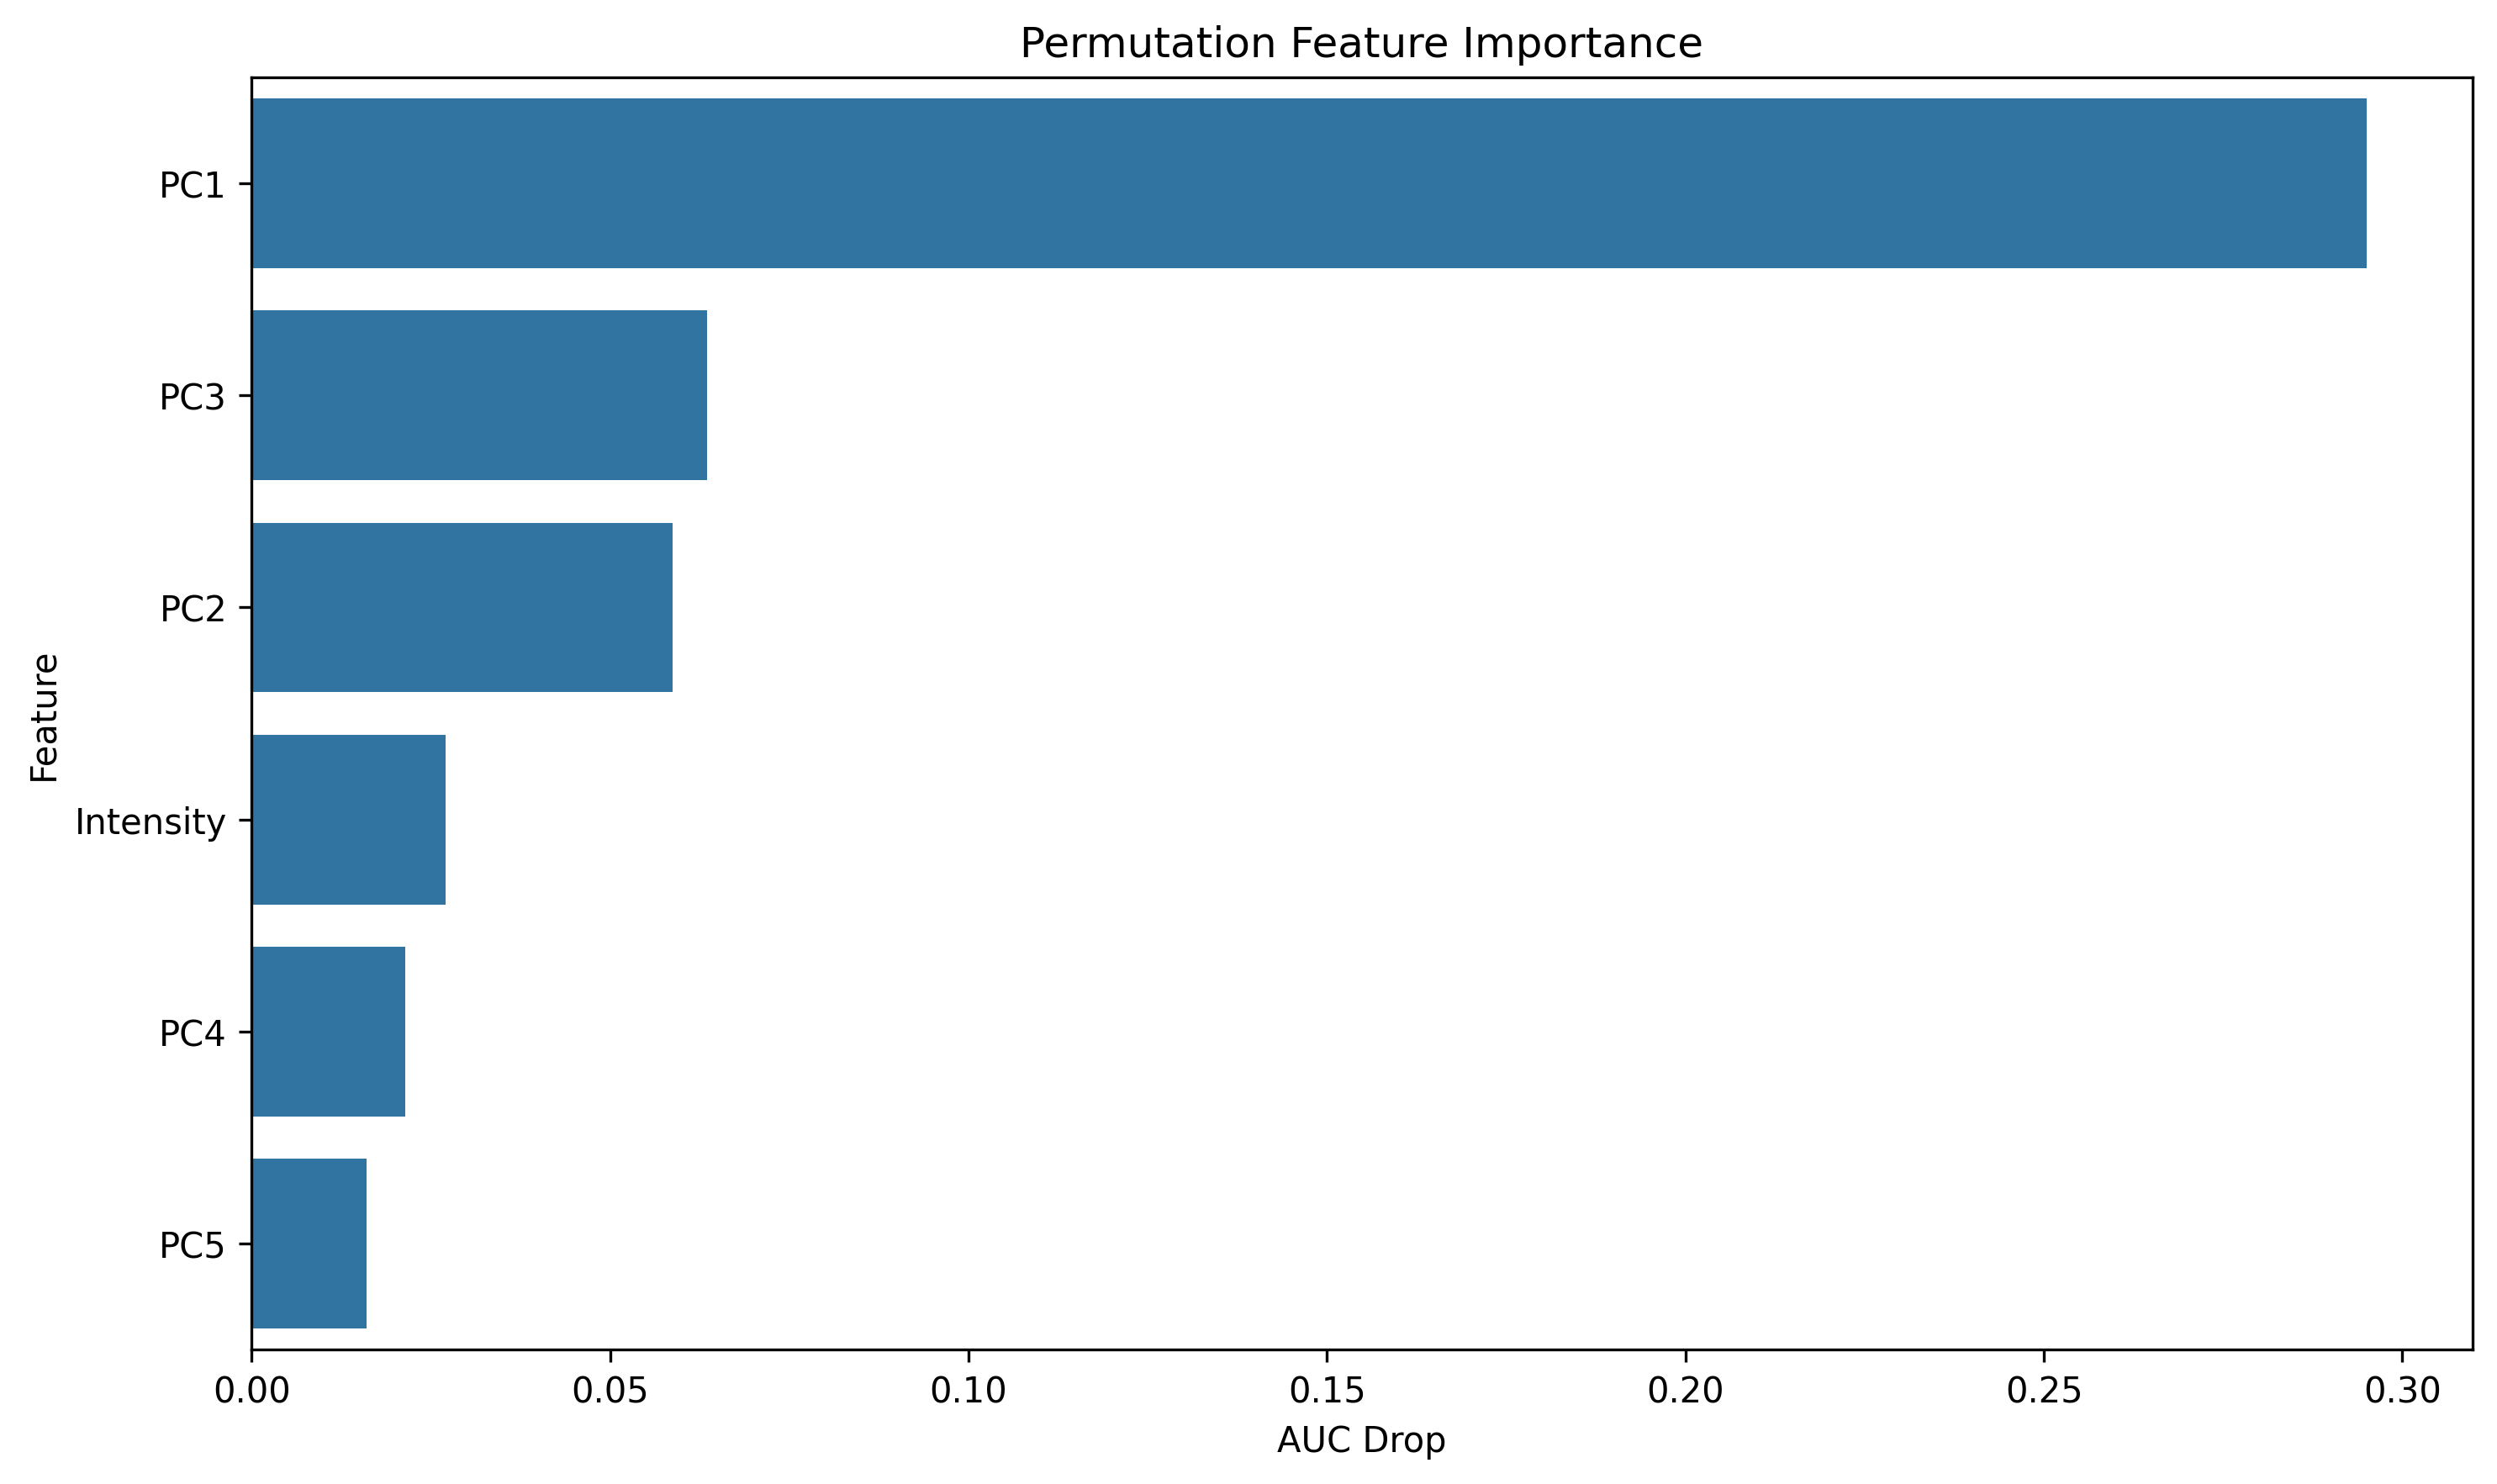 Permutation Feature Importance
Feature
PC1
PC3
PC2
Intensity
PC4
PC5
0.00 0.05 0.10 0.15 0.20 0.25 0.30
AUC Drop